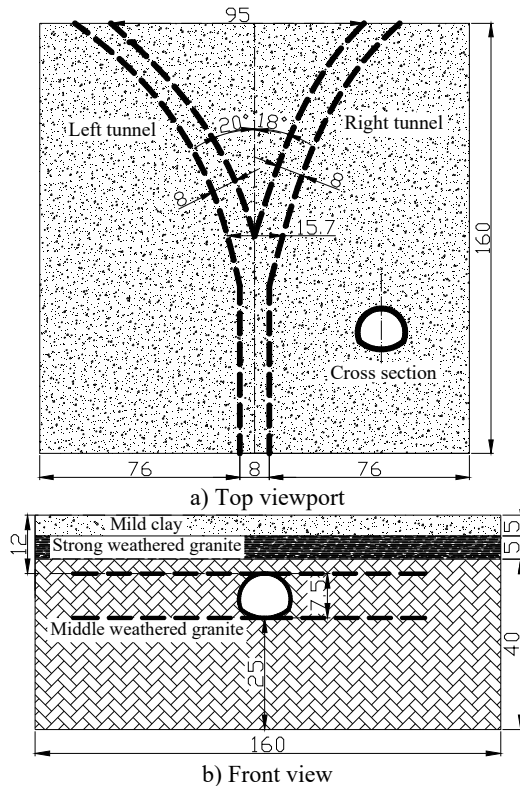 95
Left tunnel
20°
18°
Right tunnel
8
8
15.7
160
Cross section
76
8
76
a) Top viewport
12
Mild clay
5
Strong weathered granite
5
7.5
Middle weathered granite
25
40
160
b) Front view